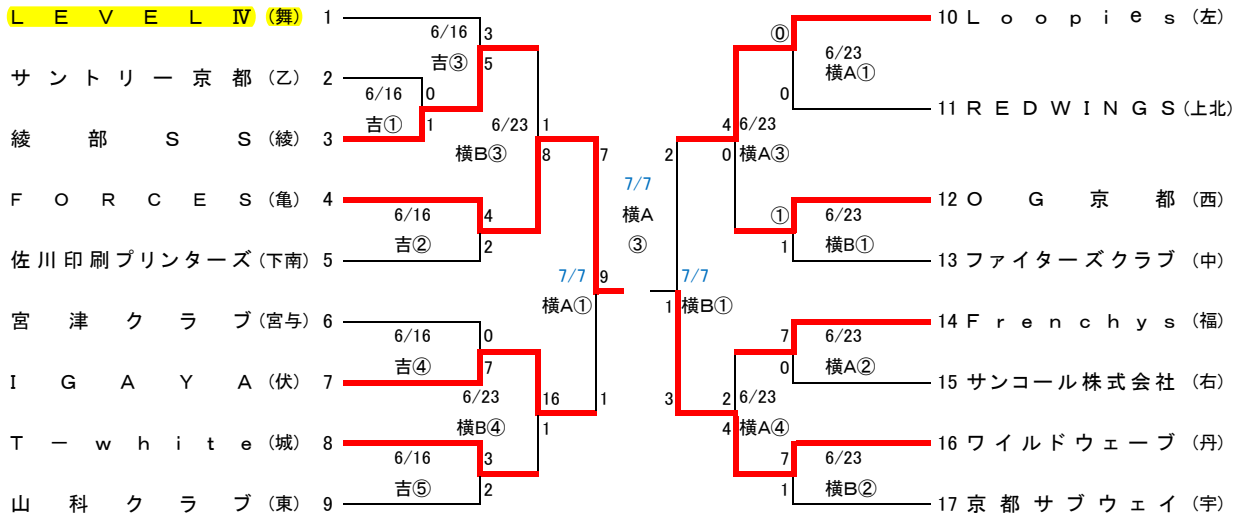 LEVELⅣ (舞) 1
サントリー京都 (乙) 2
綾部SS (綾) 3
FORCES (亀) 4
佐川印刷プリンターズ (下南) 5
宮津クラブ (宮与) 6
IGAYA (伏) 7
T－white (城) 8
山科クラブ (東) 9
6/16
吉③
3
5
6/16
吉①
0
1
6/23
横B③
1
8
6/16
吉②
4
2
7
7/7
横A①
9
1
6/16
吉④
0
7
6/23
横B④
16
1
6/16
吉⑤
3
2
7/7
横A
③
2
7/7
横B①
1
3
⓪
6/23
横A①
0
4
6/23
横A③
0
①
6/23
横B①
1
7
6/23
横A②
0
2
6/23
横A④
4
7
6/23
横B②
1
10 Loopies (左)
11 REDWINGS (上北)
12 OG京都 (西)
13 ファイターズクラブ (中)
14 Frenchys (福)
15 サンコール株式会社 (右)
16 ワイルドウェーブ (丹)
17 京都サブウェイ (宇)